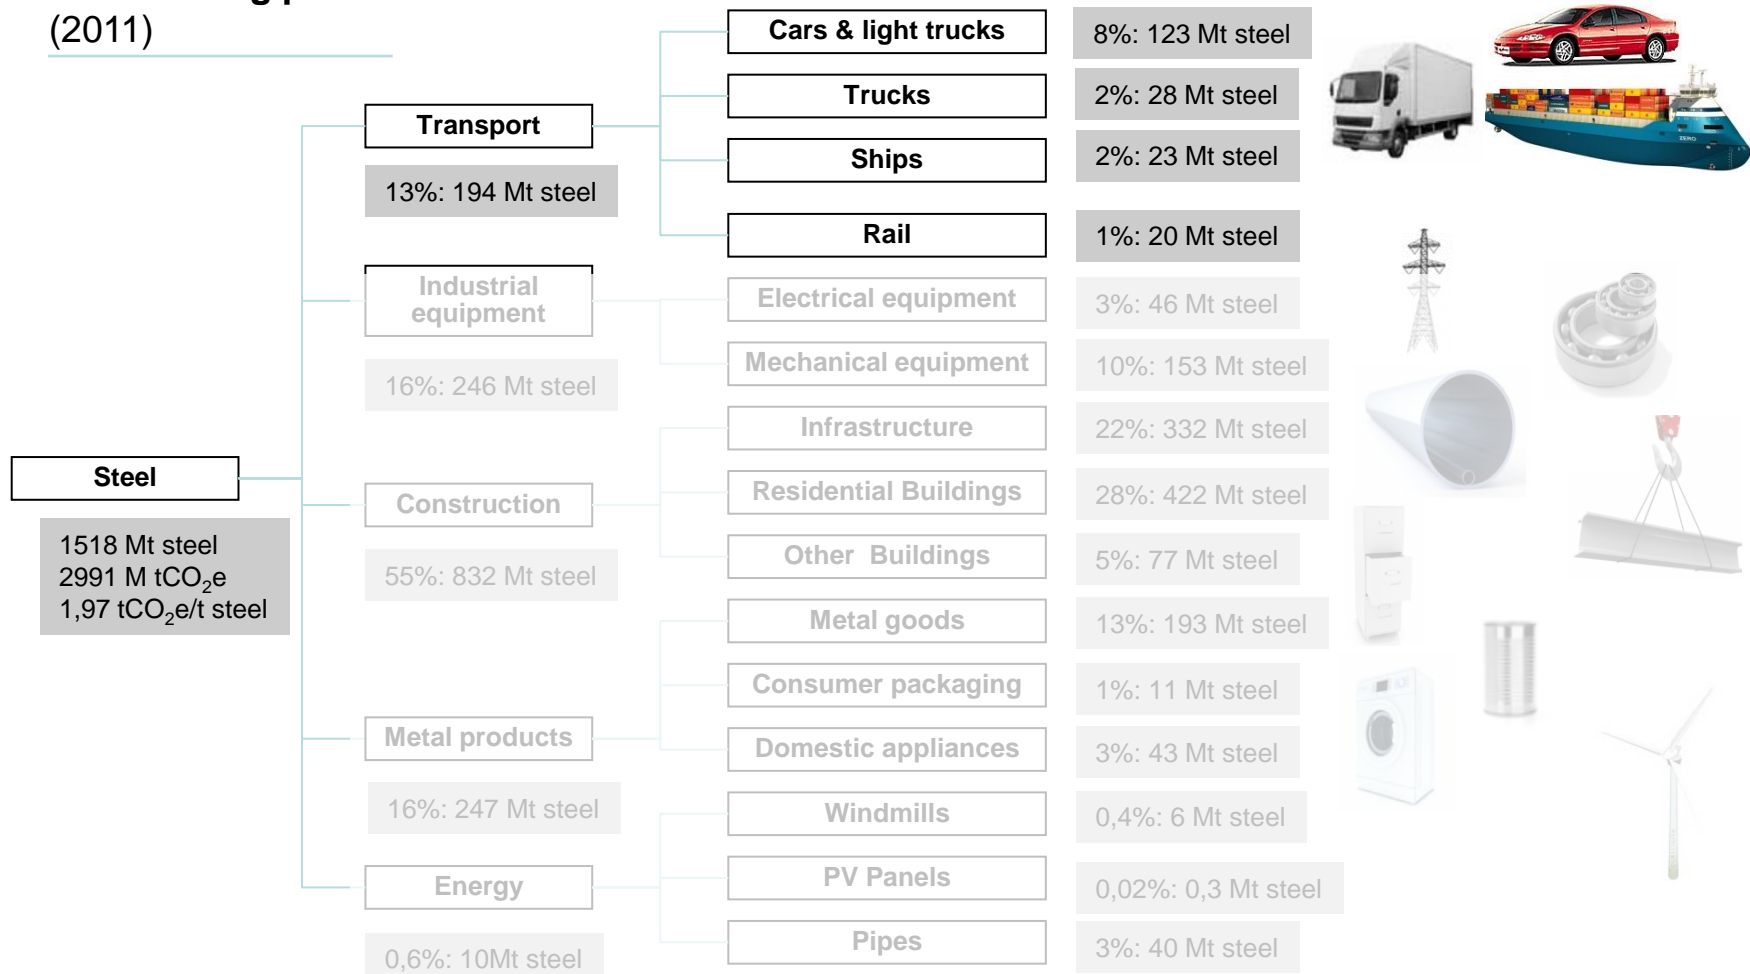 (2011)
Cars & light trucks
8%: 123 Mt steel
Trucks
2%: 28 Mt steel
Transport
13%: 194 Mt steel
Ships
2%: 23 Mt steel
Rail
1%: 20 Mt steel
Industrial
equipment
16%: 246 Mt steel
Electrical equipment
3%: 46 Mt steel
Mechanical equipment
10%: 153 Mt steel
Steel
1518 Mt steel
2991 M tCO₂e
1,97 tCO₂e/t steel
Construction
55%: 832 Mt steel
Infrastructure
22%: 332 Mt steel
Residential Buildings
28%: 422 Mt steel
Other Buildings
5%: 77 Mt steel
Metal products
16%: 247 Mt steel
Metal goods
13%: 193 Mt steel
Consumer packaging
1%: 11 Mt steel
Domestic appliances
3%: 43 Mt steel
Energy
0,6%: 10Mt steel
Windmills
0,4%: 6 Mt steel
PV Panels
0,02%: 0,3 Mt steel
Pipes
3%: 40 Mt steel